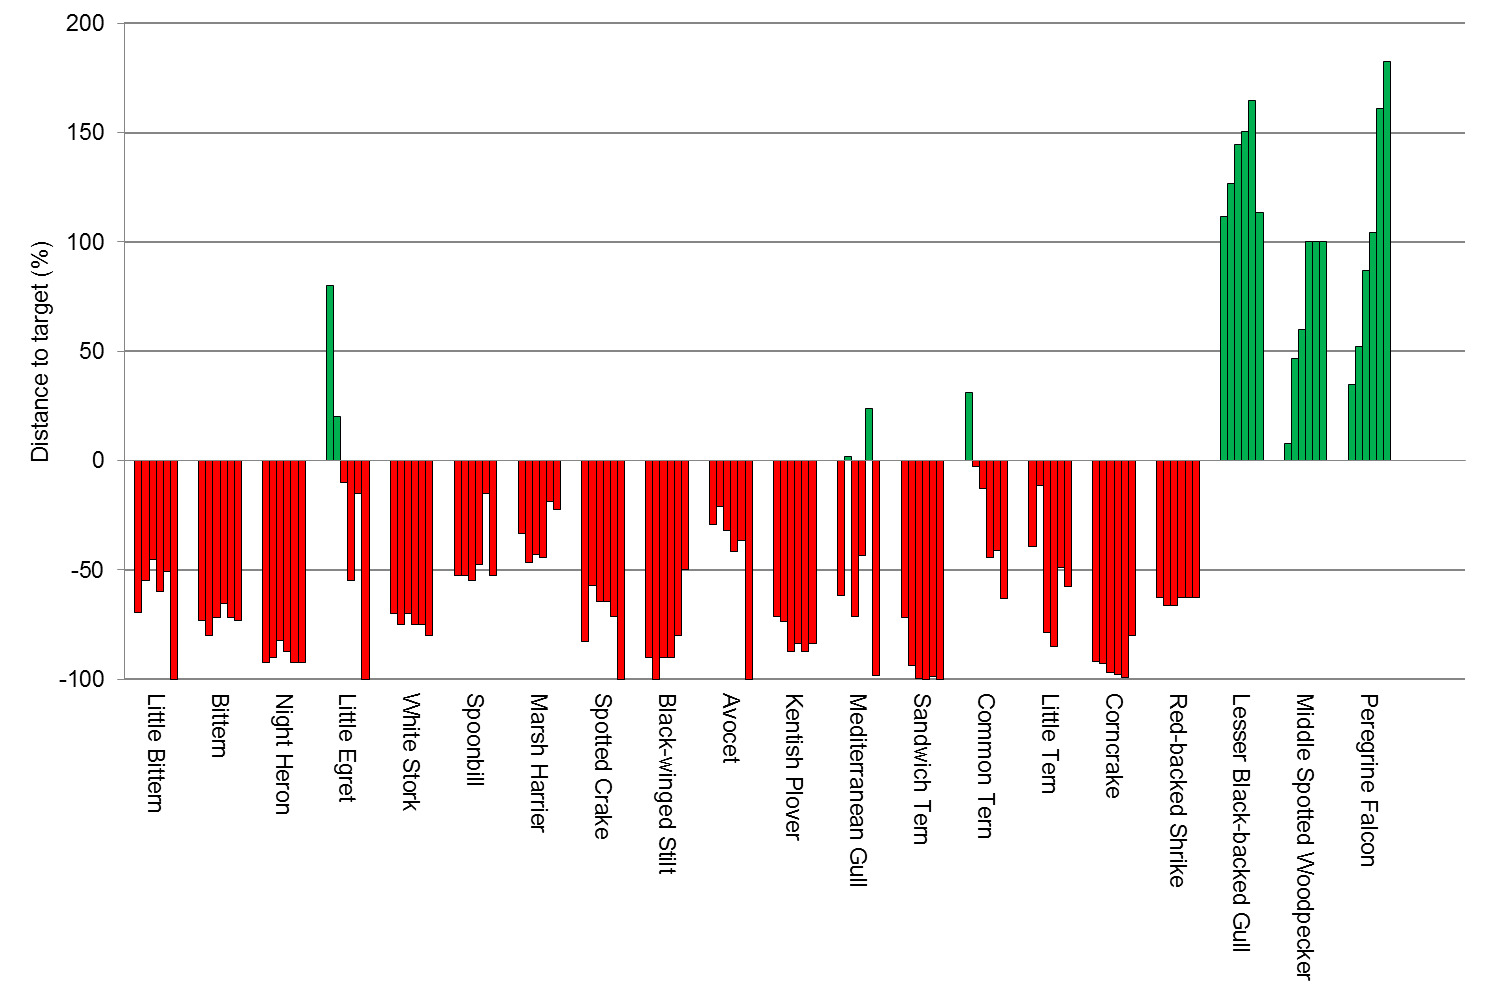 200
150
100
50
0
-50
-100
Distance to target (%)
Little Bittern
Bittern
Night Heron
Little Egret
White Stork
Spoonbill
Marsh Harrier
Spotted Crake
Black-winged Stilt
Avocet
Kentish Plover
Mediterranean Gull
Sandwich Tern
Common Tern
Little Tern
Corncrake
Red-backed Shrike
Lesser Black-backed Gull
Middle Spotted Woodpecker
Peregrine Falcon